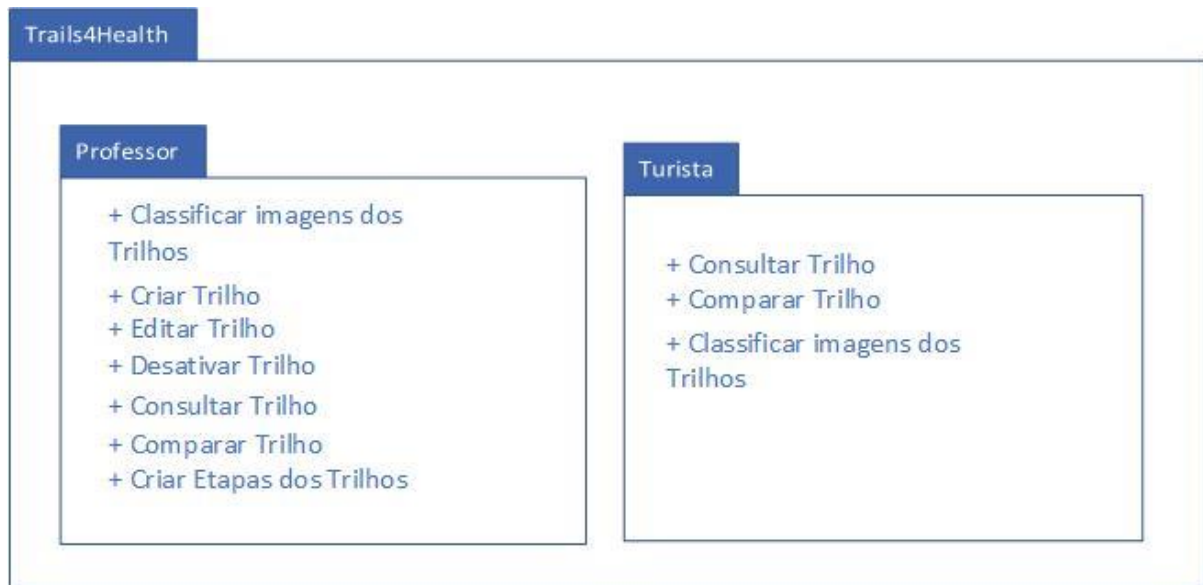 Trails4Health
Professor
+ Classificar imagens dos
Trilhos
+ Criar Trilho
+ Editar Trilho
+ Desativar Trilho
+ Consultar Trilho
+ Comparar Trilho
+ Criar Etapas dos Trilhos
Turista
+ Consultar Trilho
+ Comparar Trilho
+ Classificar imagens dos
Trilhos